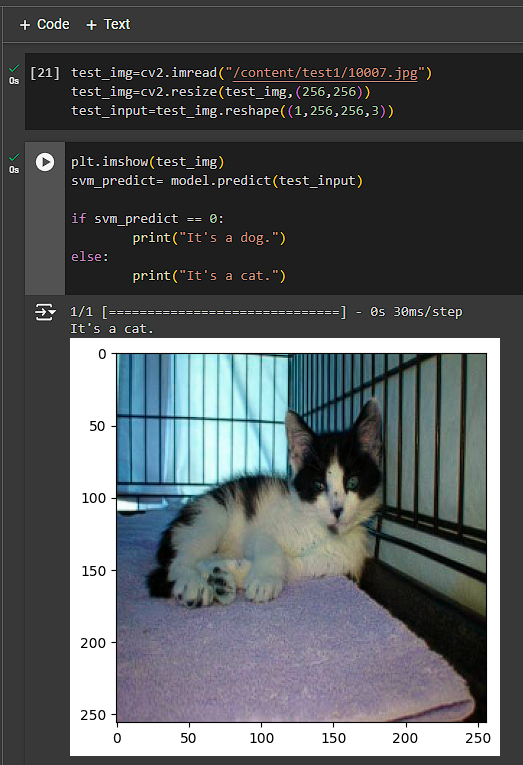 + Code + Text
[21] test_img=cv2.imread("/content/test1/10007.jpg")
0s
test_img=cv2.resize(test_img,(256,256))
test_input=test_img.reshape((1,256,256,3))
plt.imshow(test_img)
0s
svm_predict= model.predict(test_input)
if svm_predict == 0:
print("It's a dog.")
else:
print("It's a cat.")
1/1 [==============================] - 0s 30ms/step
It's a cat.
0
50
100
150
200
250
0 50 100 150 200 250